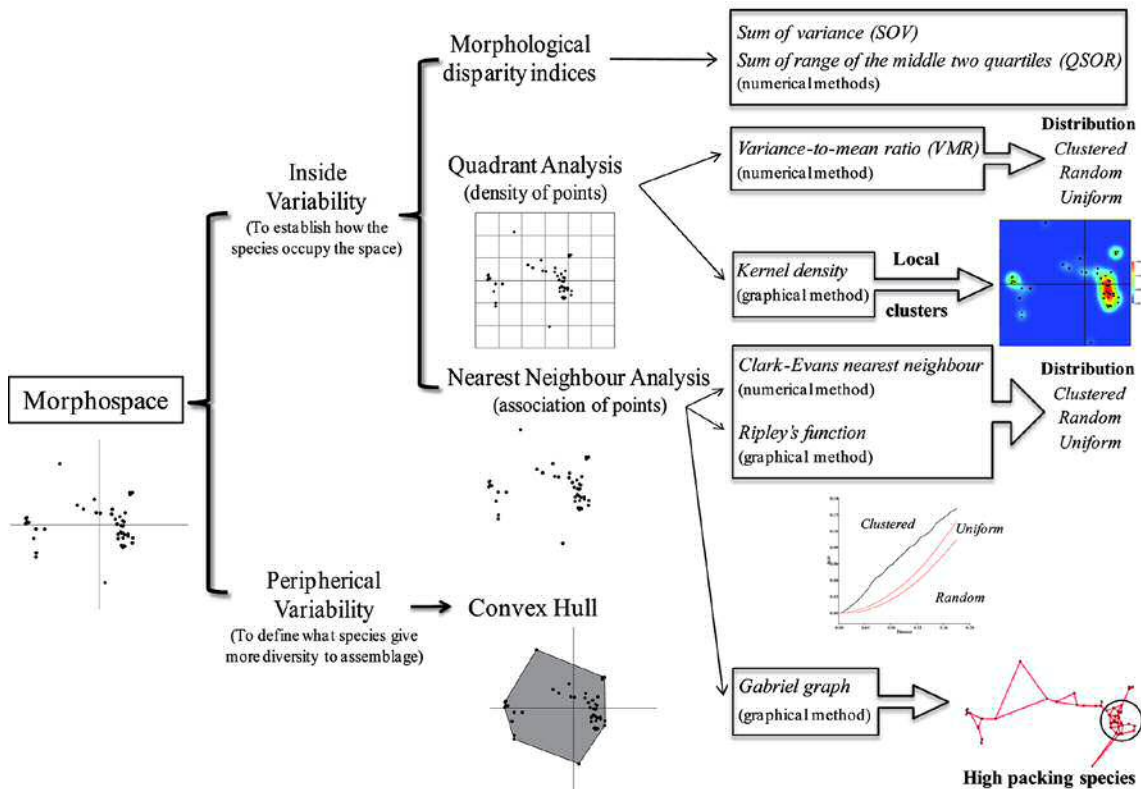 Morphospace
Inside
Variability
(To establish how the
species occupy the space)
Morphological
disparity indices
Sum of variance (SOV)
Sum of range of the middle two quartiles (QSOR)
(numerical methods)
Quadrant Analysis
(density of points)
Variance-to-mean ratio (VMR)
(numerical method)
Distribution
Clustered
Random
Uniform
Kernel density
(graphical method)
Local
clusters
Nearest Neighbour Analysis
(association of points)
Clark-Evans nearest neighbour
(numerical method)
Ripley's function
(graphical method)
Distribution
Clustered
Random
Uniform
Clustered
Uniform
Random
Gabriel graph
(graphical method)
High packing species
Peripherical
Variability
(To define what species give
more diversity to assemblage)
Convex Hull